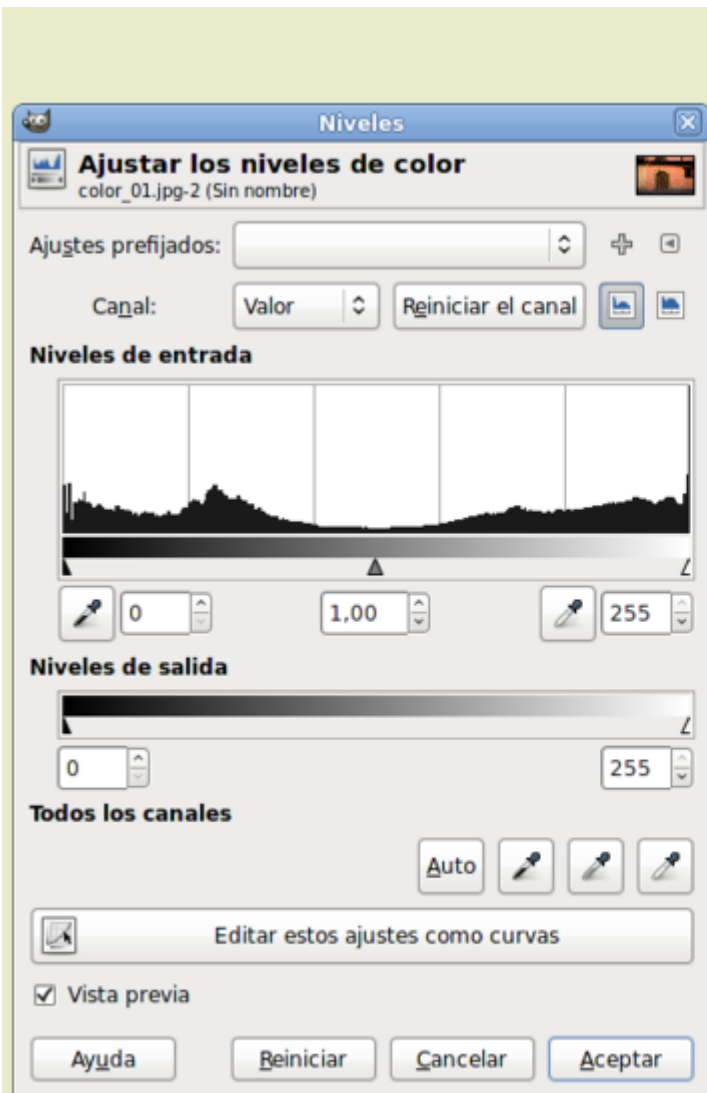 Niveles
Ajustar los niveles de color
color_01.jpg-2 (Sin nombre)
Ajustes prefijados:
Canal: Valor Reiniciar el canal
Niveles de entrada
0 1,00 255
Niveles de salida
0 255
Todos los canales
Auto
Editar estos ajustes como curvas
Vista previa
Ayuda Reiniciar Cancelar Aceptar